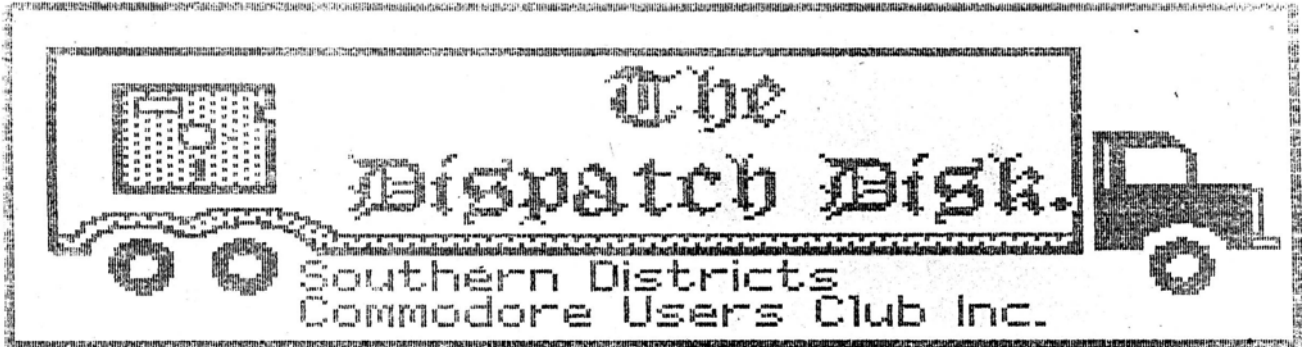 The
Dispatch Disk.
Southern Districts
Commodore Users Club Inc.